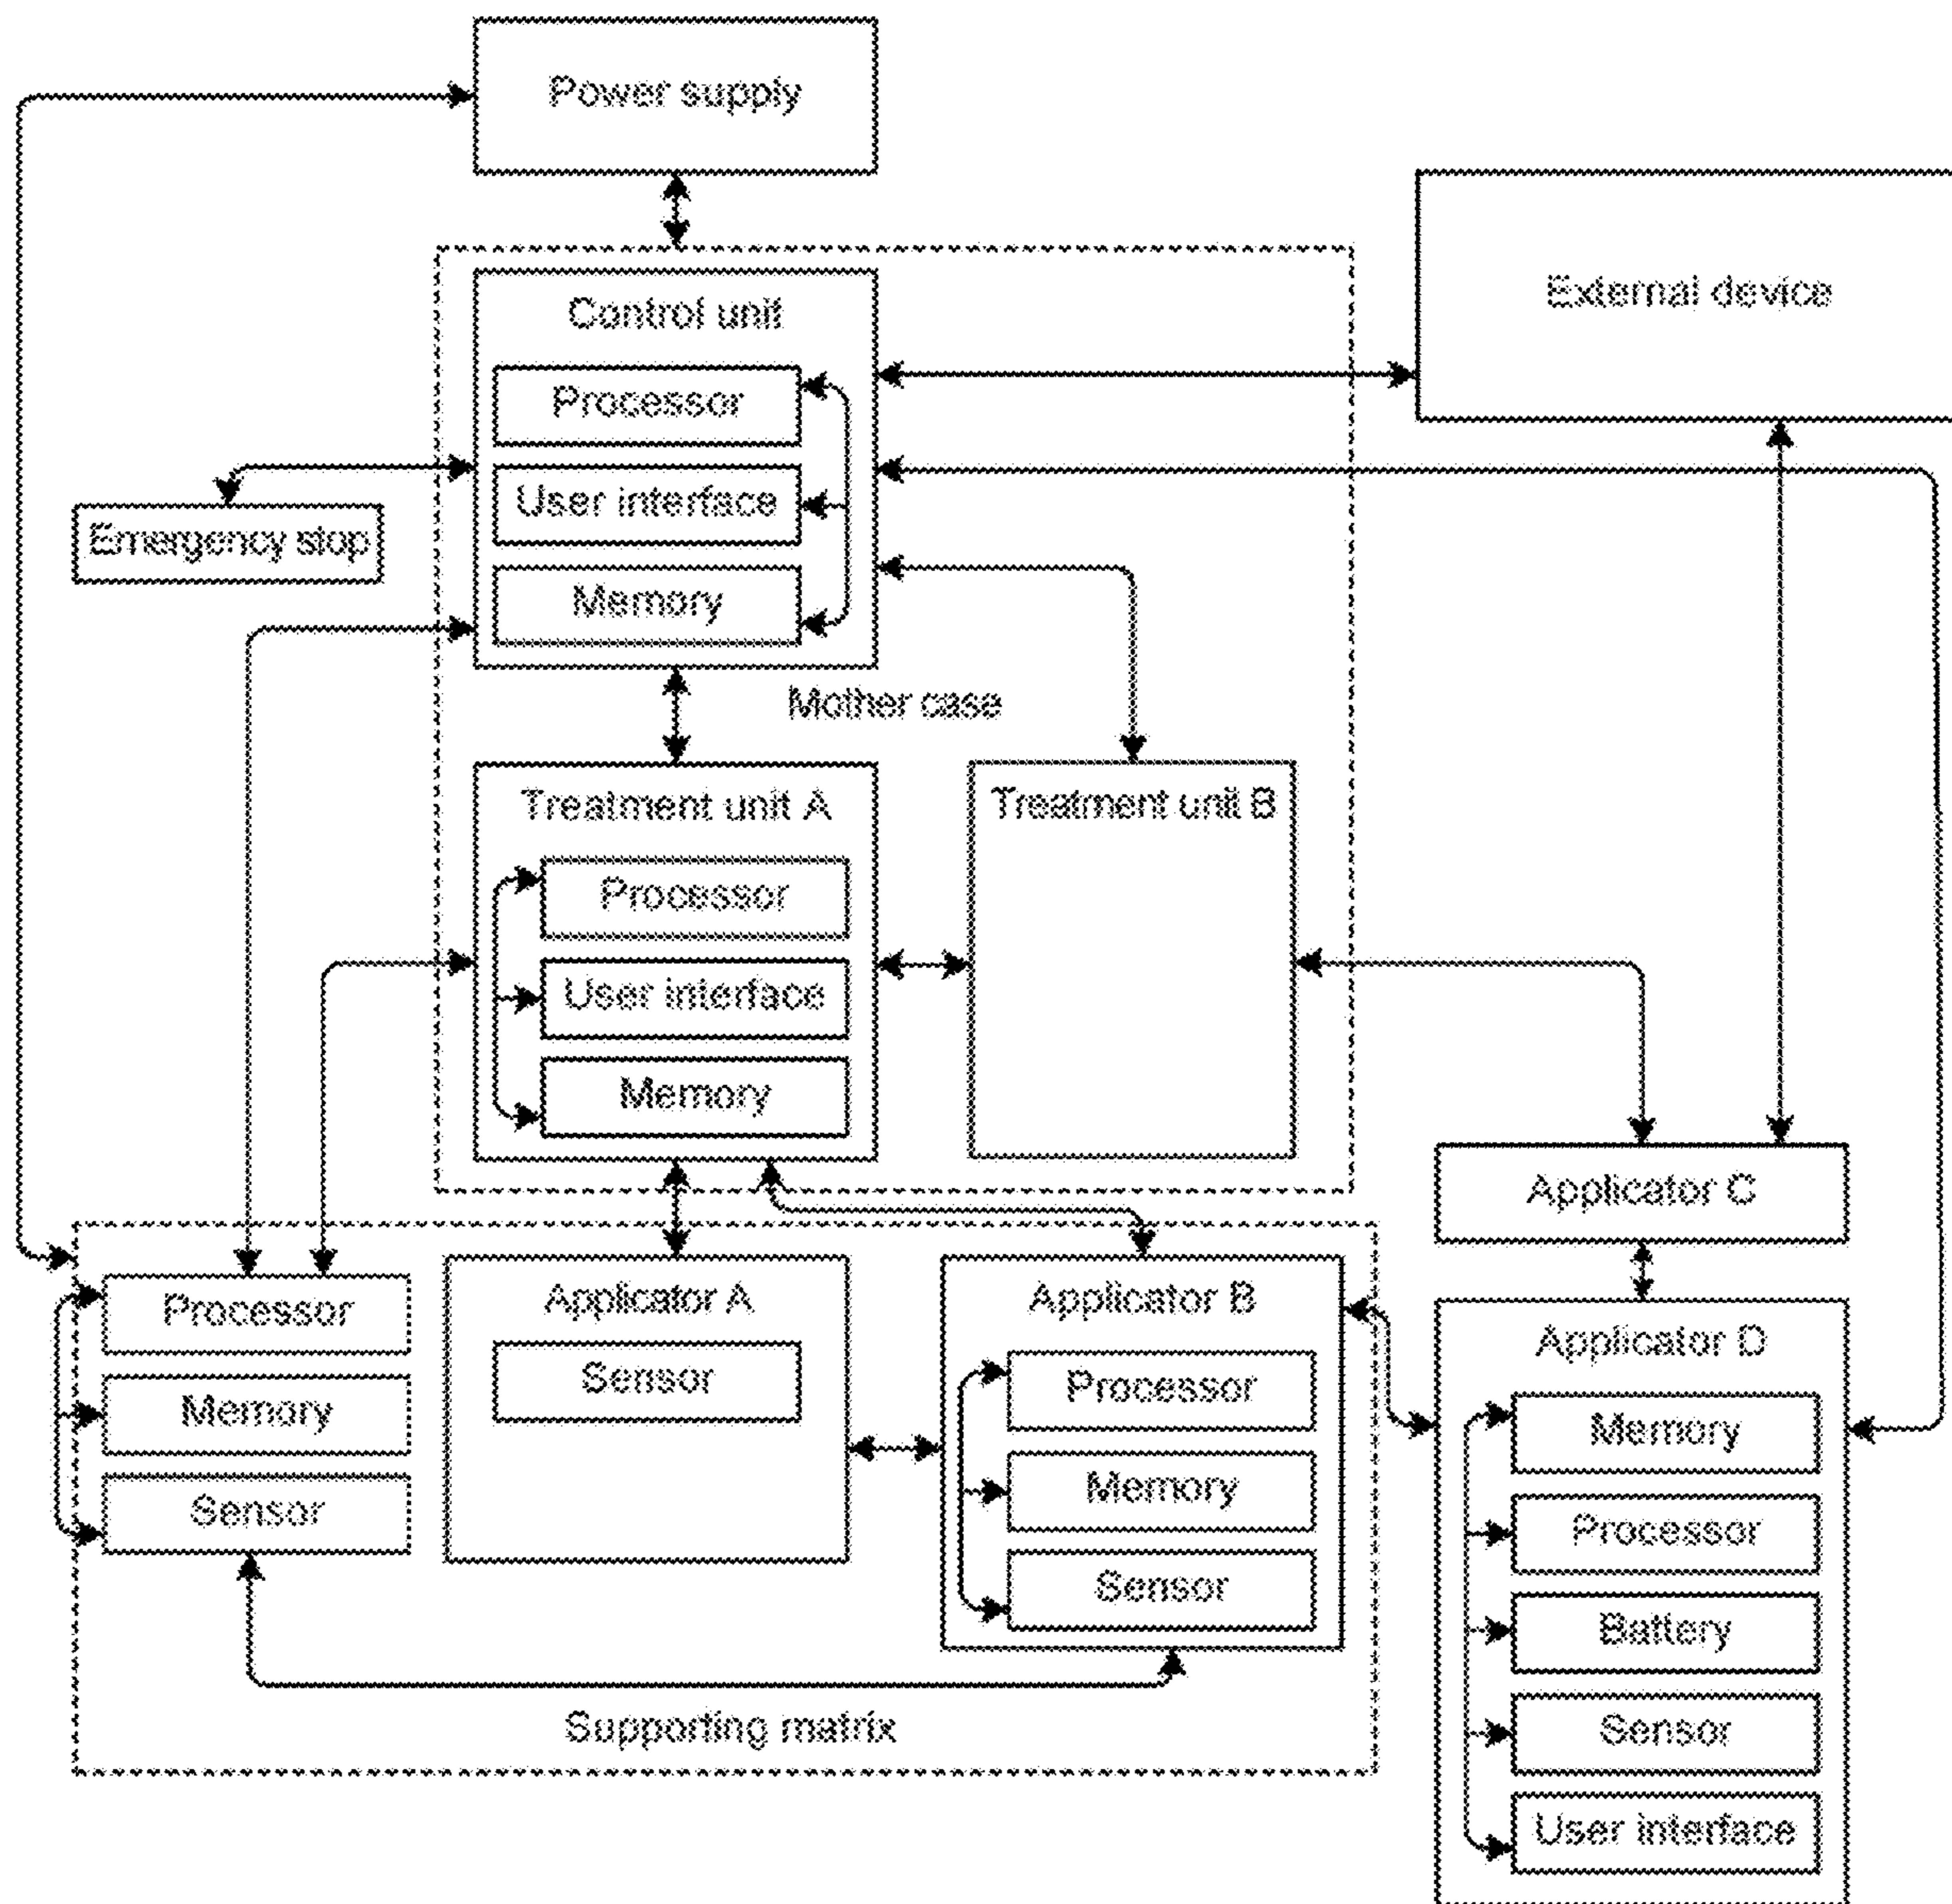 Power supply
External device
Control unit
Processor
User interface
Memory
Emergency stop
Mother case
Treatment unit A
Processor
User interface
Memory
Treatment unit B
Applicator C
Processor
Memory
Sensor
Applicator A
Sensor
Applicator B
Processor
Memory
Sensor
Applicator D
Memory
Processor
Battery
Sensor
User interface
Supporting matrix